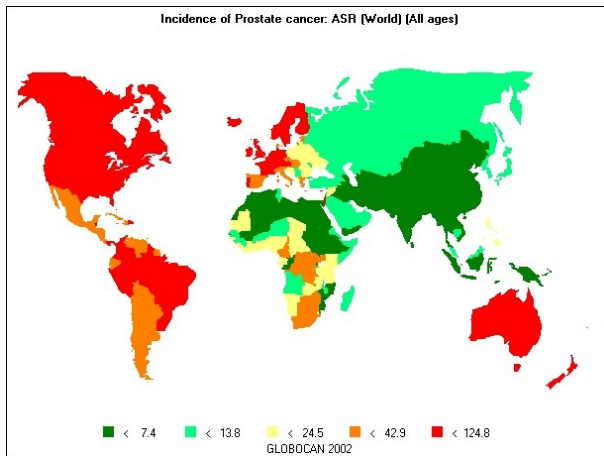 Incidence of Prostate cancer: ASR (World) (All ages)
< 7.4 < 13.8 < 24.5 < 42.9 < 124.8
GLOBOCAN 2002